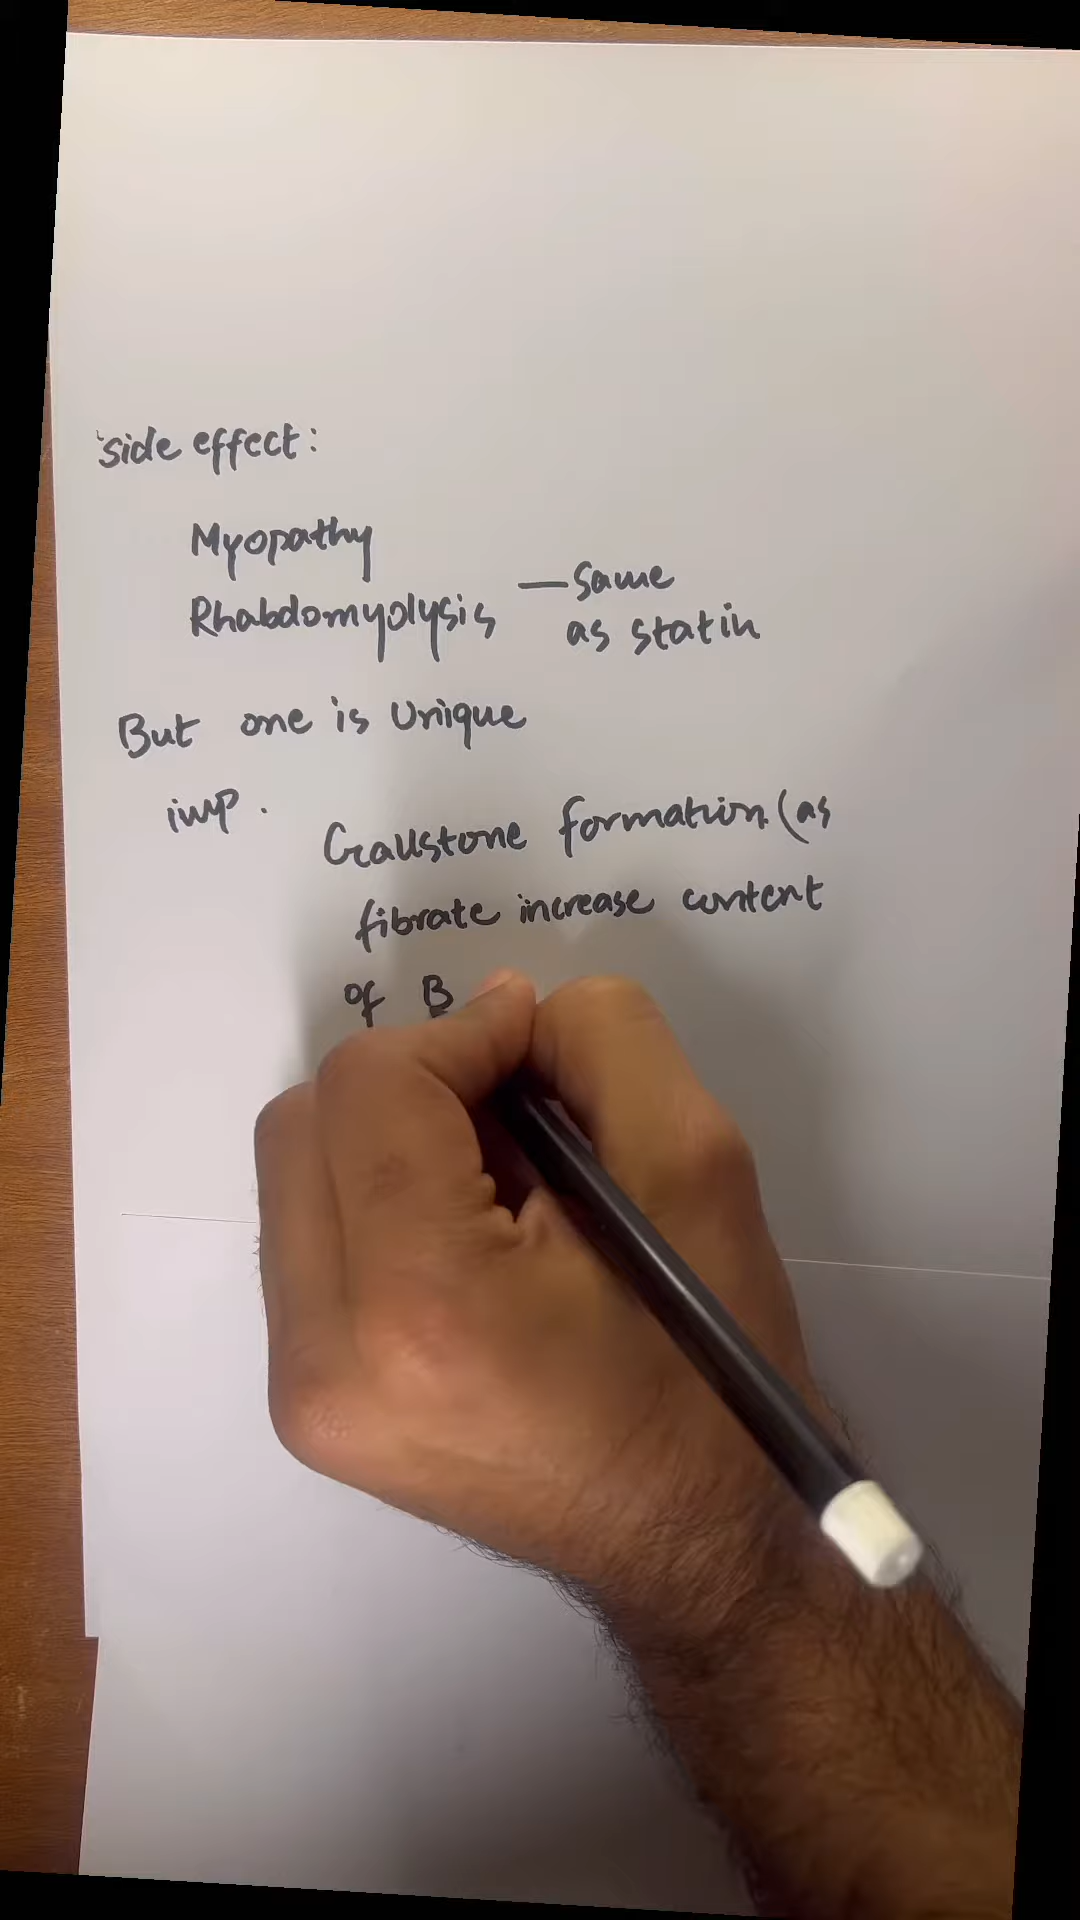 side effect:
Myopathy
Rhabdomyolysis — same
as statin
But one is Unique
imp.
Gallstone formation (as
fibrate increase content
of B